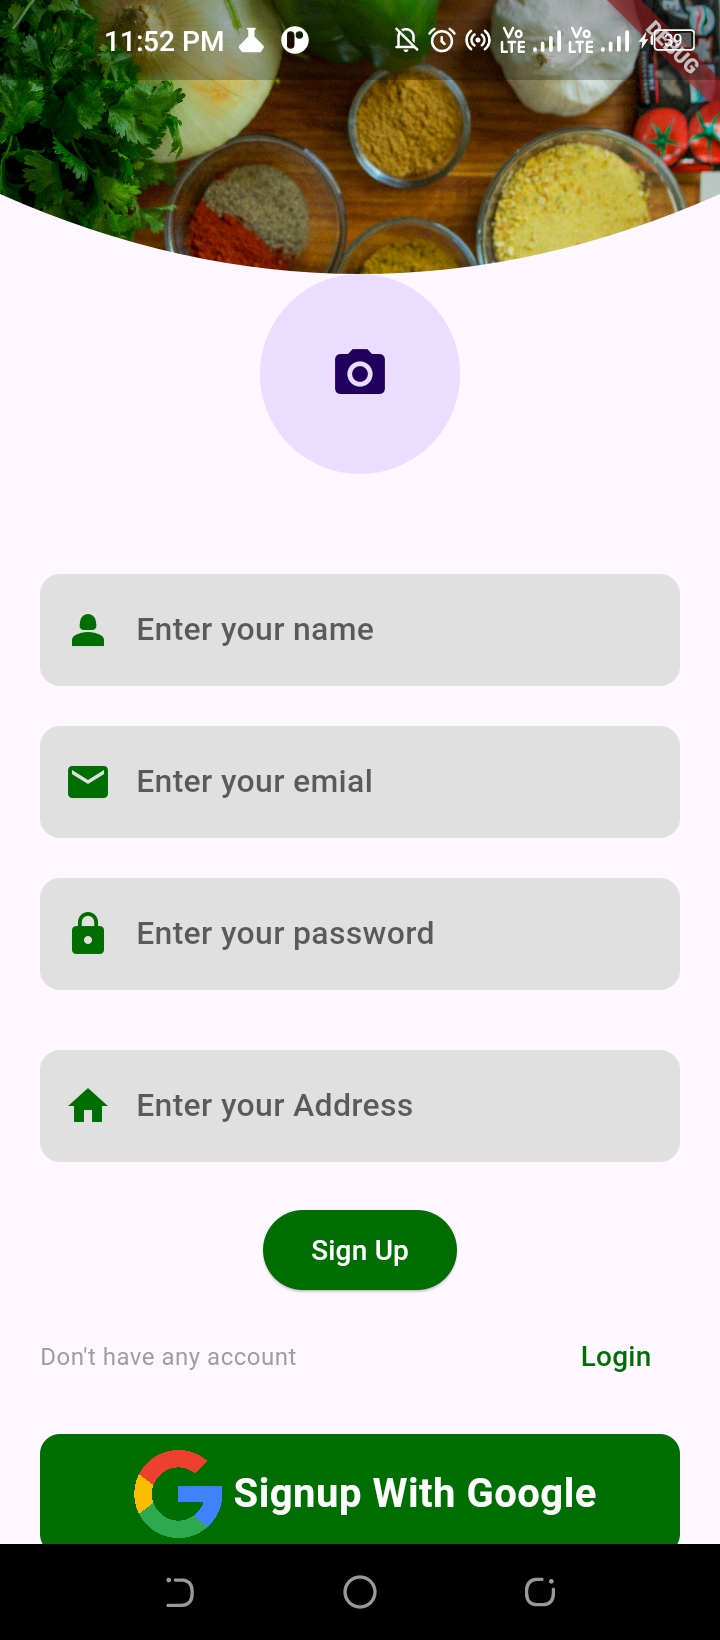 11:52 PM
Vo LTE Vo LTE 39
DEBUG
Enter your name
Enter your emial
Enter your password
Enter your Address
Sign Up
Don't have any account Login
Signup With Google